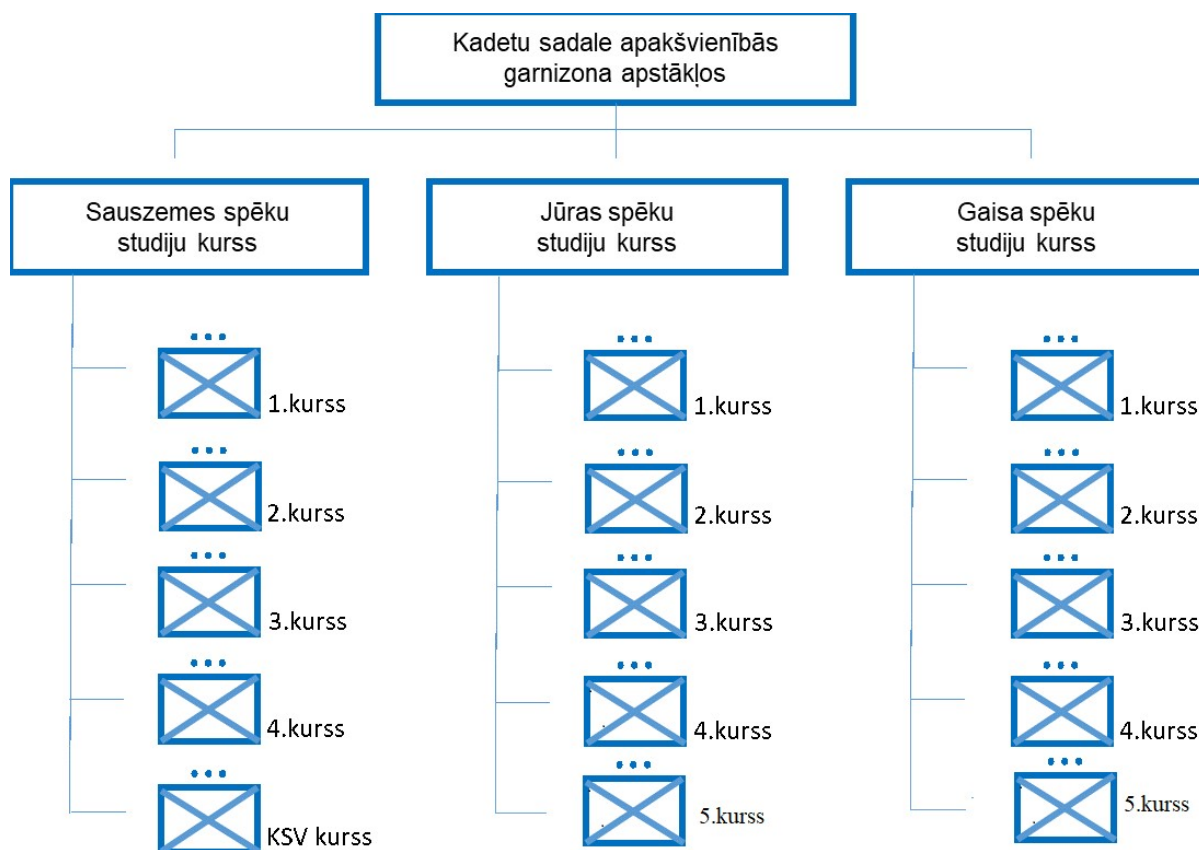 Kadetu sadale apakšvienībās
garnizona apstākļos
Sauszemes spēku
studiju kurss
1.kurss
2.kurss
3.kurss
4.kurss
KSV kurss
Jūras spēku
studiju kurss
1.kurss
2.kurss
3.kurss
4.kurss
5.kurss
Gaisa spēku
studiju kurss
1.kurss
2.kurss
3.kurss
4.kurss
5.kurss